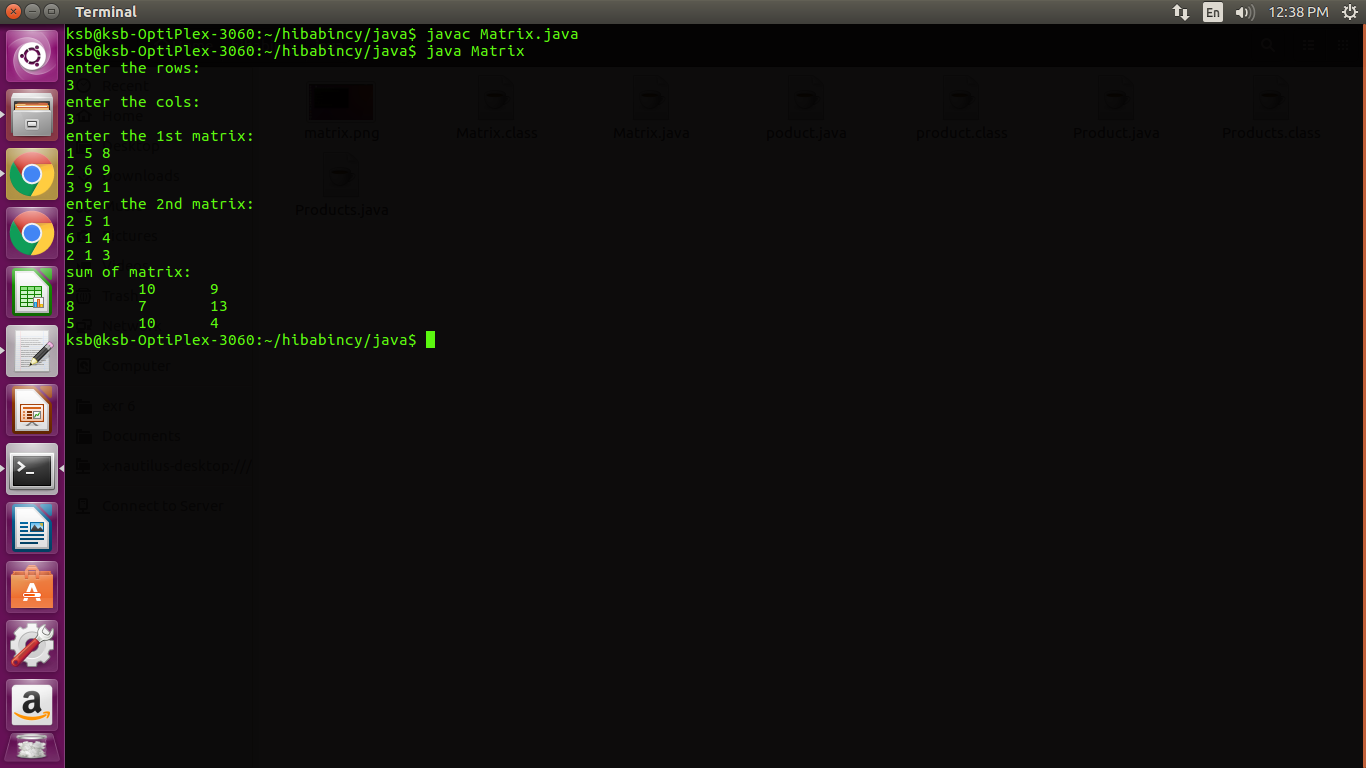 Terminal
En
12:38 PM
ksb@ksb-OptiPlex-3060:~/hibabincy/java$ javac Matrix.java
ksb@ksb-OptiPlex-3060:~/hibabincy/java$ java Matrix
enter the rows:
3
enter the cols:
3
enter the 1st matrix:
1 5 8
2 6 9
3 9 1
enter the 2nd matrix:
2 5 1
6 1 4
2 1 3
sum of matrix:
3 10 9
8 7 13
5 10 4
ksb@ksb-OptiPlex-3060:~/hibabincy/java$
matrix.png Matrix.class Matrix.java poduct.java product.class Product.java Products.class
Products.java
Home
Computer
Documents
x-nautilus-desktop:///
Connect to Server